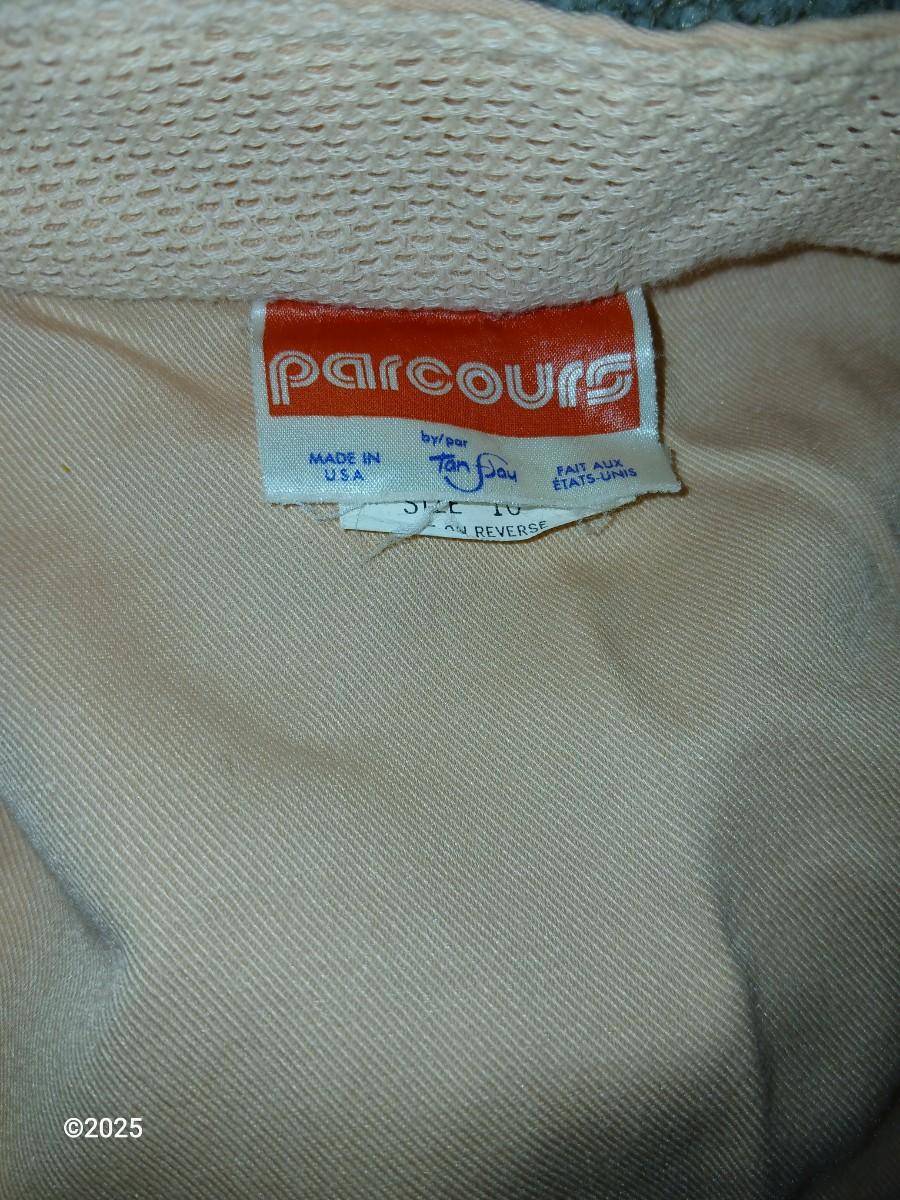 parcours
by/par
MADE IN
U.S.A
Tan Jay
FAIT AUX
ÉTATS-UNIS
SIZE 10
ON REVERSE
©2025